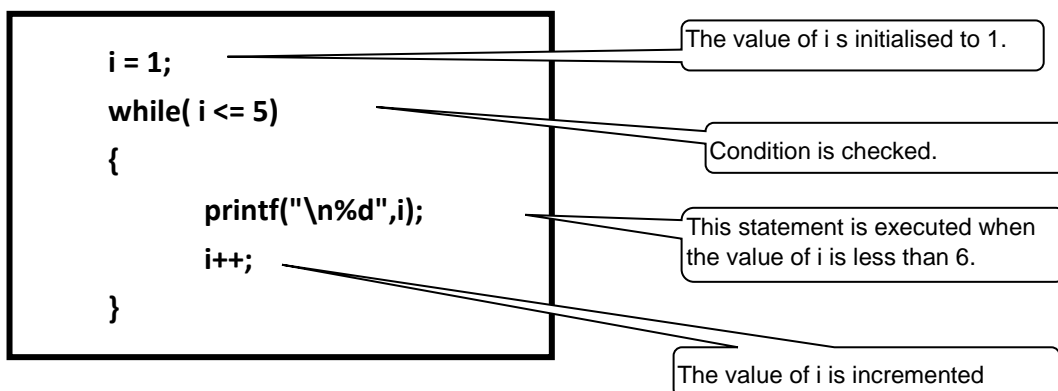 i = 1;
while( i <= 5)
{
printf("\n%d",i);
i++;
}
The value of i s initialised to 1.
Condition is checked.
This statement is executed when
the value of i is less than 6.
The value of i is incremented